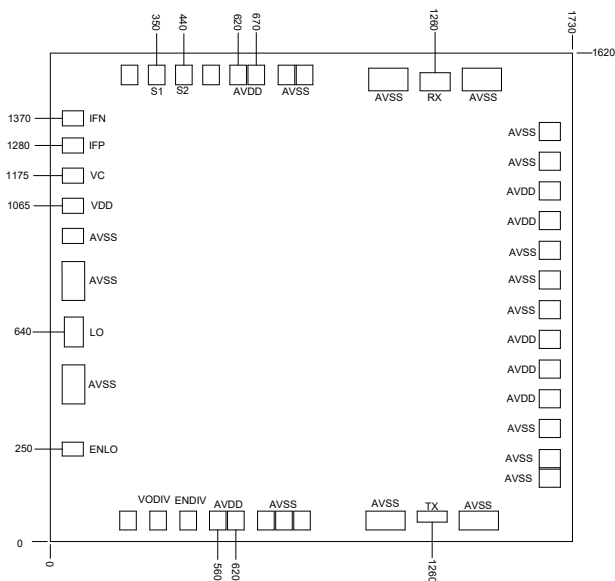 350
440
620
670
1260
1730
1620
S1
S2
AVDD
AVSS
AVSS
RX
AVSS
1370
IFN
1280
IFP
1175
VC
1065
VDD
AVSS
AVSS
640
LO
AVSS
250
ENLO
AVSS
AVSS
AVDD
AVDD
AVSS
AVSS
AVSS
AVDD
AVDD
AVDD
AVSS
AVSS
AVSS
VODIV
ENDIV
AVDD
AVSS
AVSS
TX
AVSS
0
0
560
620
1260